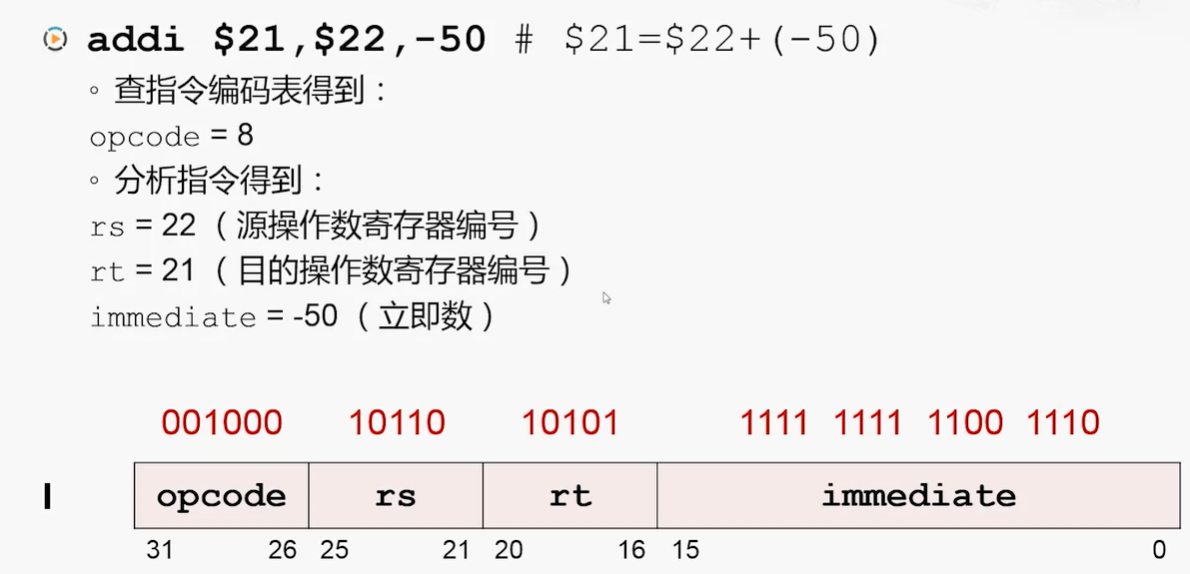 addi $21,$22,-50 # $21=$22+(-50)
◦ 查指令编码表得到：
opcode = 8
◦ 分析指令得到：
rs = 22 （源操作数寄存器编号）
rt = 21 （目的操作数寄存器编号）
immediate = -50 （立即数）
001000 10110 10101 1111 1111 1100 1110
I opcode rs rt immediate
31 26 25 21 20 16 15 0